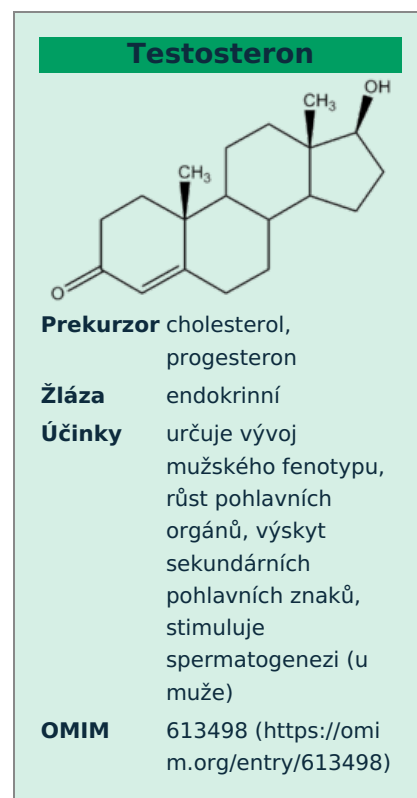 Testosteron
OH
CH3
CH3
O
Prekurzor cholesterol,
progesteron
Žláza endokrinní
Účinky určuje vývoj
mužského fenotypu,
růst pohlavních
orgánů, výskyt
sekundárních
pohlavních znaků,
stimuluje
spermatogenezi (u
muže)
OMIM 613498 (https://omi
m.org/entry/613498)